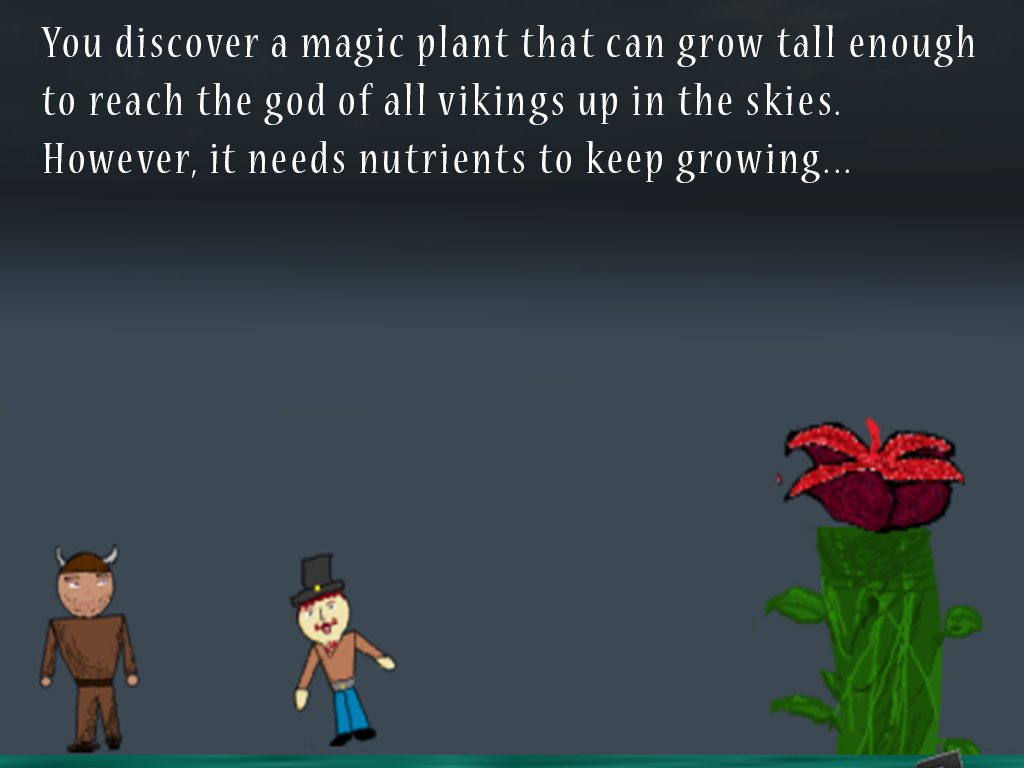 You discover a magic plant that can grow tall enough
to reach the god of all vikings up in the skies.
However, it needs nutrients to keep growing...